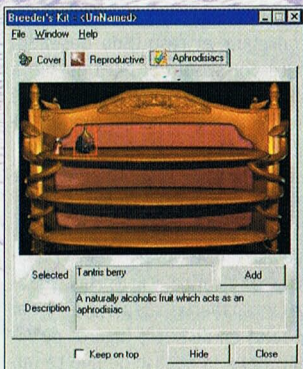 Breeder's Kit - <UnNamed>
File Window Help
Cover Reproductive Aphrodisiacs
Selected Tantris berry Add
Description A naturally alcoholic fruit which acts as an
aphrodisiac
Keep on top Hide Close